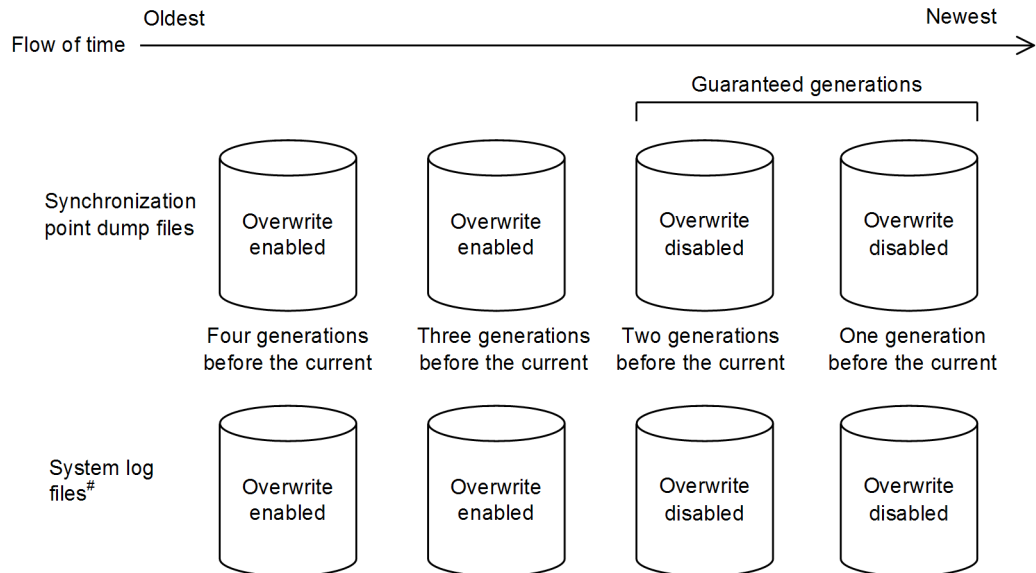 Oldest
Newest
Flow of time
Guaranteed generations
Synchronization
point dump files
Overwrite
enabled
Overwrite
enabled
Overwrite
disabled
Overwrite
disabled
Four generations
before the current
Three generations
before the current
Two generations
before the current
One generation
before the current
System log
files#
Overwrite
enabled
Overwrite
enabled
Overwrite
disabled
Overwrite
disabled